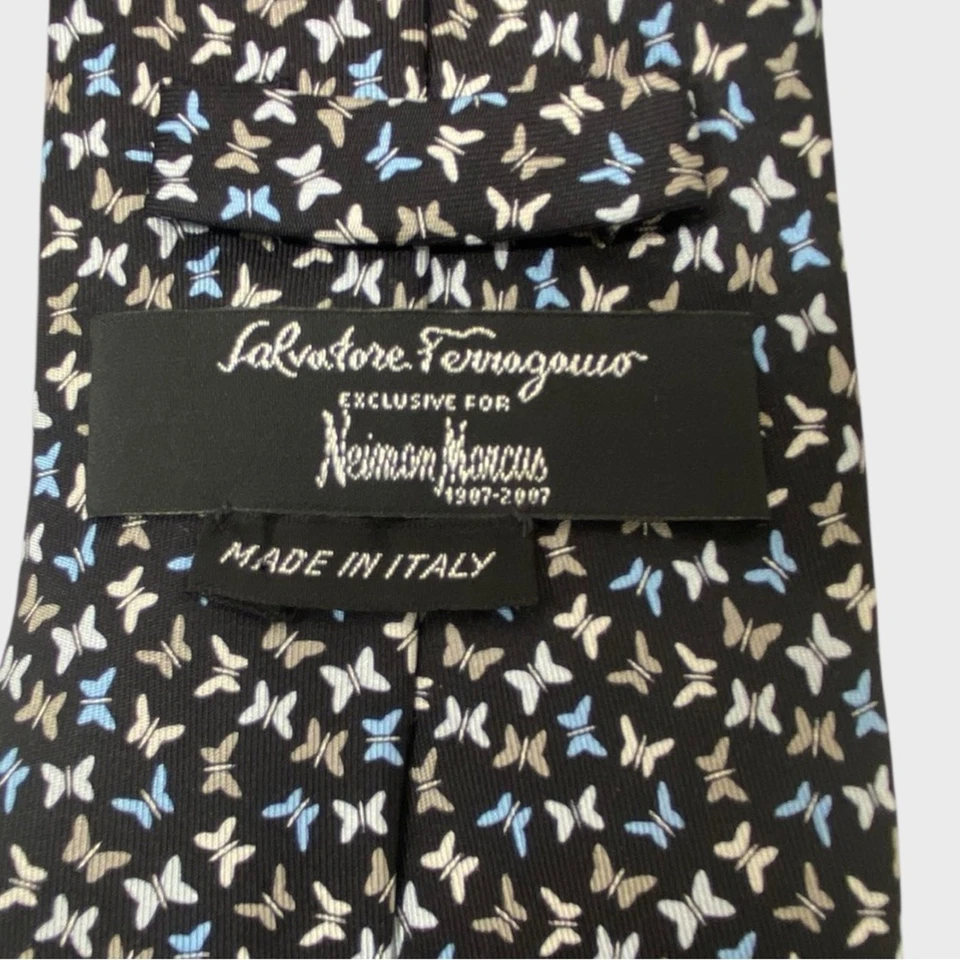 Salvatore Ferragamo
EXCLUSIVE FOR
Neiman Marcus
1907-2007
MADE IN ITALY